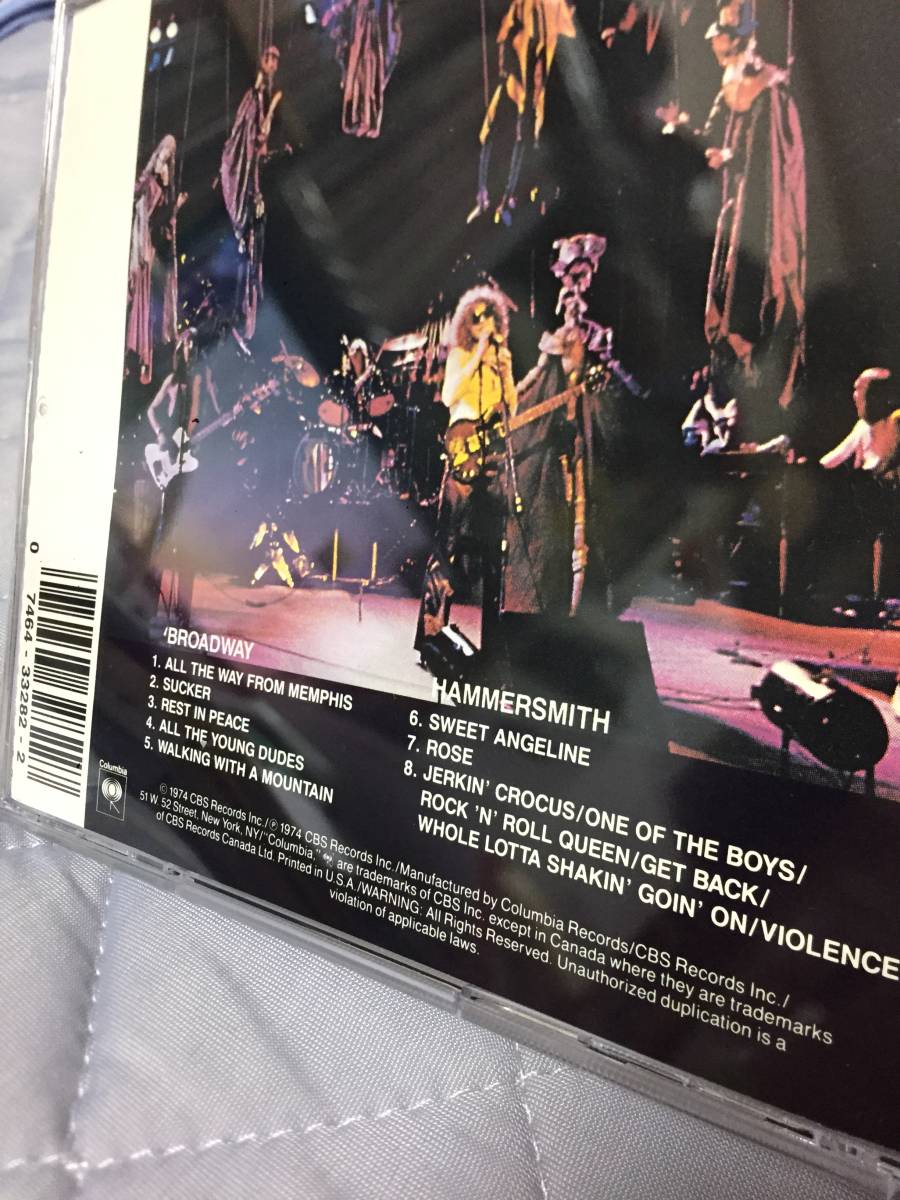 'BROADWAY
1. ALL THE WAY FROM MEMPHIS
2. SUCKER
3. REST IN PEACE
4. ALL THE YOUNG DUDES
5. WALKING WITH A MOUNTAIN
HAMMERSMITH
6. SWEET ANGELINE
7. ROSE
8. JERKIN' CROCUS/ONE OF THE BOYS/
ROCK 'N' ROLL QUEEN/GET BACK/
WHOLE LOTTA SHAKIN' GOIN' ON/VIOLENCE
0 7464-33282-2
Columbia
© 1974 CBS Records Inc./℗ 1974 CBS Records Inc./Manufactured by Columbia Records/CBS Records Inc./
51 W. 52 Street, New York, NY/"Columbia," are trademarks of CBS Inc. except in Canada where they are trademarks
of CBS Records Canada Ltd. Printed in U.S.A./WARNING: All Rights Reserved. Unauthorized duplication is a
violation of applicable laws.